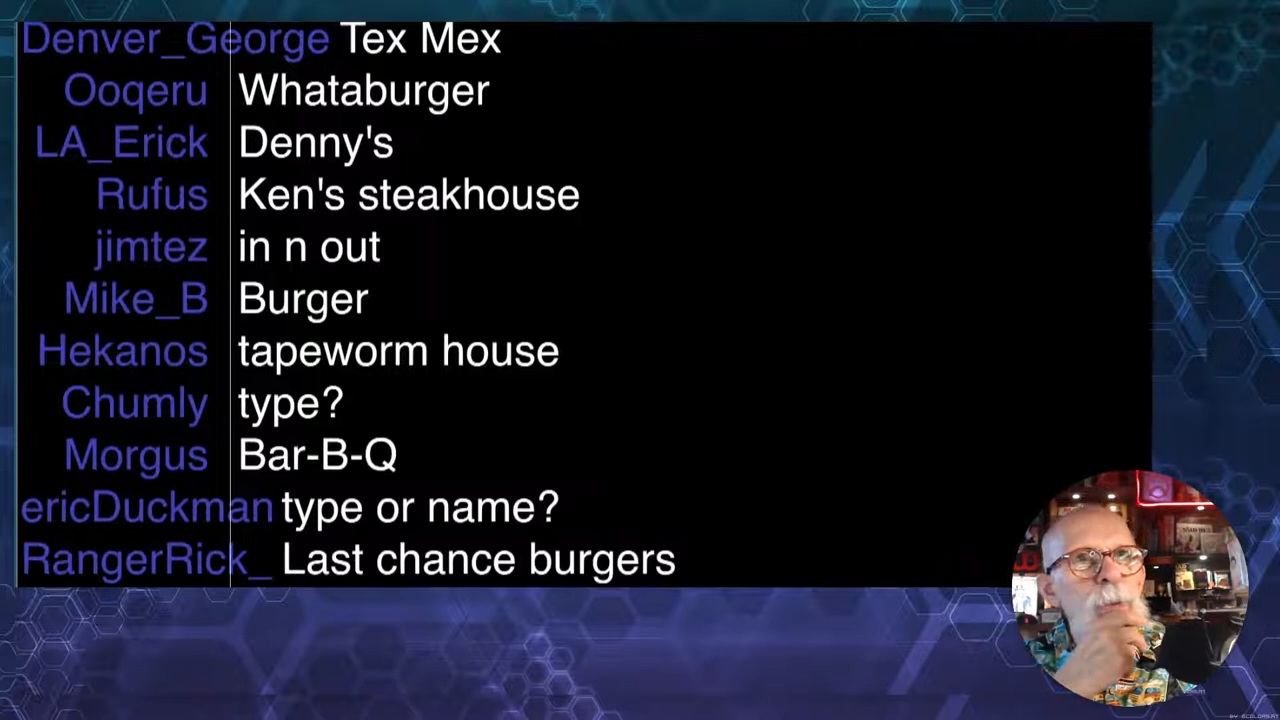 Denver_George Tex Mex
Ooqeru Whataburger
LA_Erick Denny's
Rufus Ken's steakhouse
jimtez in n out
Mike_B Burger
Hekanos tapeworm house
Chumly type?
Morgus Bar-B-Q
ericDuckman type or name?
RangerRick_ Last chance burgers